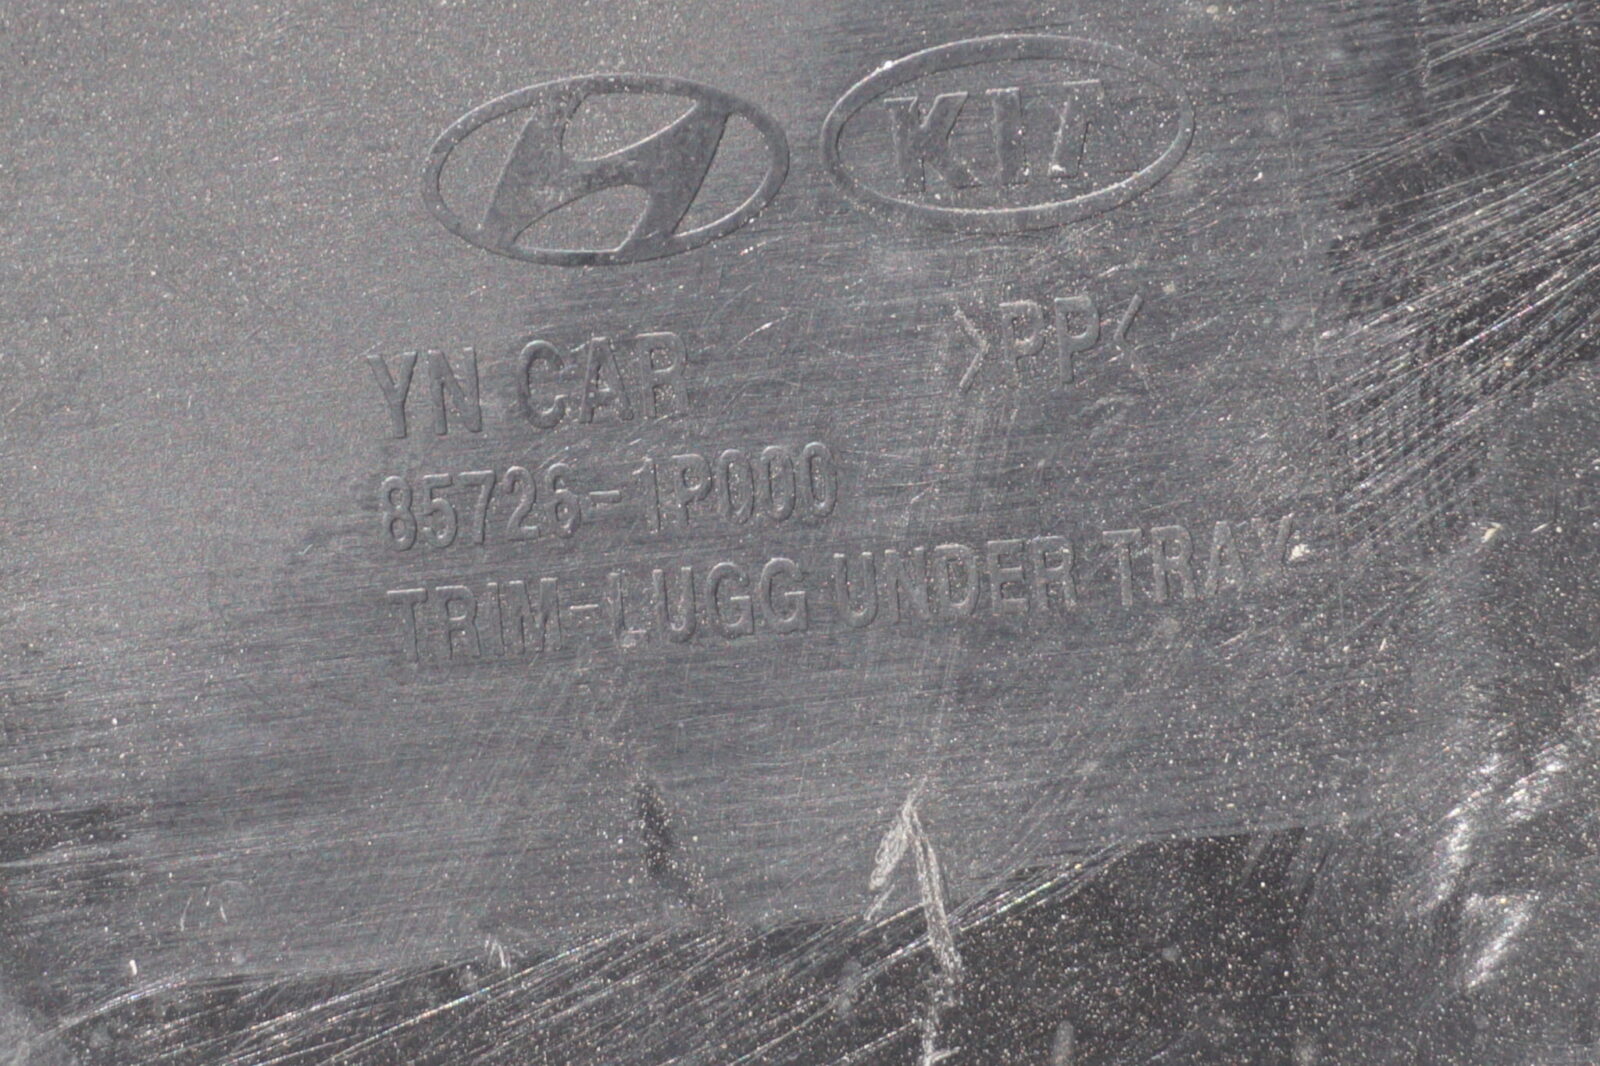 KIA
>PP<
YN CAR
85726-1P000
TRIM-LUGG UNDER TRAY